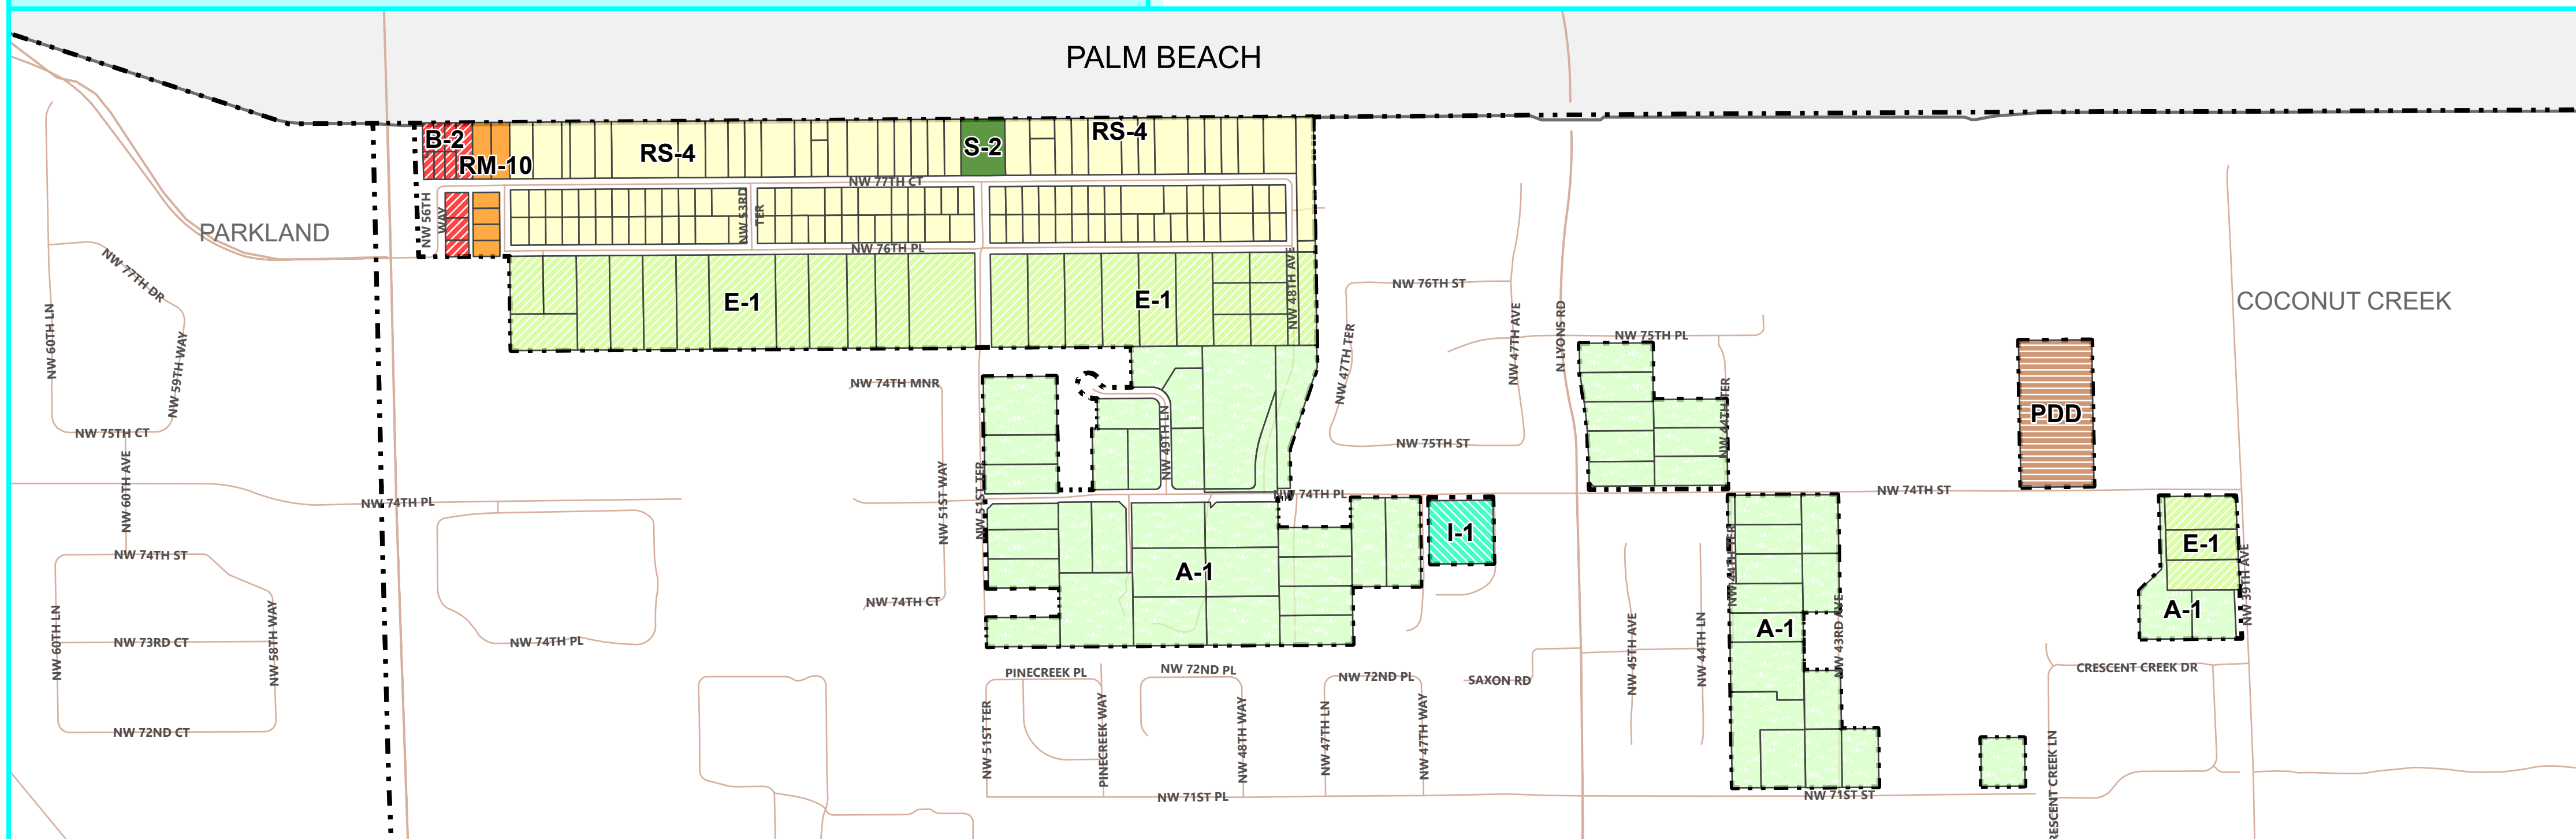 PALM BEACH
B-2
RM-10
RS-4
S-2
RS-4
NW 77TH CT
NW 56TH
WAY
NW 53RD
TER
PARKLAND
NW 76TH PL
NW 77TH DR
E-1
E-1
NW 48TH AVE
NW 76TH ST
COCONUT CREEK
NW 60TH LN
NW 59TH WAY
NW 47TH TER
NW 47TH AVE
N LYONS RD
NW 75TH PL
NW 74TH MNR
NW 44TH TER
PDD
NW 75TH CT
NW 49TH LN
NW 75TH ST
NW 60TH AVE
NW 74TH PL
NW 51ST WAY
NW 51ST TER
NW 74TH PL
NW 74TH ST
I-1
NW 74TH ST
A-1
NW 44TH TER
E-1
NW 39TH AVE
NW 74TH CT
A-1
NW 60TH LN
NW 73RD CT
NW 58TH WAY
NW 74TH PL
A-1
NW 43RD AVE
NW 45TH AVE
NW 44TH LN
PINECREEK PL
NW 72ND PL
NW 72ND PL
SAXON RD
CRESCENT CREEK DR
NW 72ND CT
NW 51ST TER
PINECREEK WAY
NW 48TH WAY
NW 47TH LN
NW 47TH WAY
NW 71ST PL
NW 71ST ST
RESCENT CREEK LN